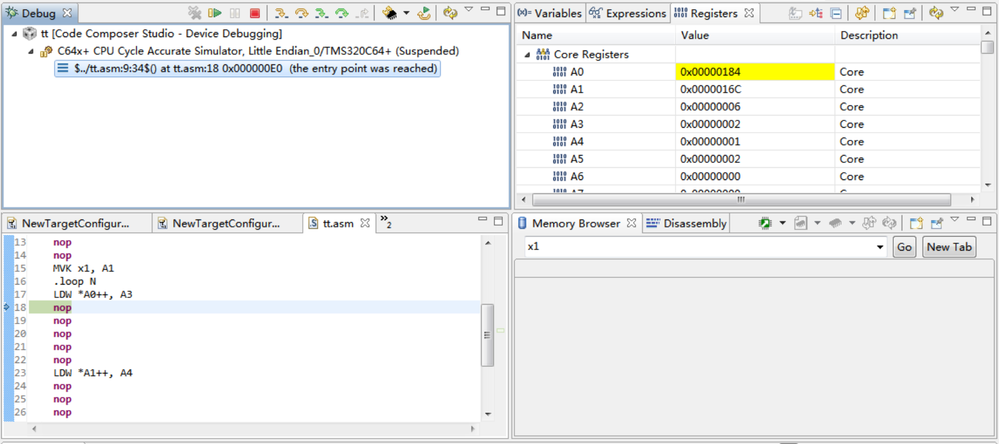 Debug
tt [Code Composer Studio - Device Debugging]
C64x+ CPU Cycle Accurate Simulator, Little Endian_0/TMS320C64+ (Suspended)
$../tt.asm:9:34$() at tt.asm:18 0x000000E0 (the entry point was reached)
(x)= Variables
Expressions
Registers
Name Value Description
Core Registers
A0 0x00000184 Core
A1 0x0000016C Core
A2 0x00000006 Core
A3 0x00000002 Core
A4 0x00000001 Core
A5 0x00000002 Core
A6 0x00000000 Core
NewTargetConfigur...
NewTargetConfigur...
tt.asm
»2
13 nop
14 nop
15 MVK x1, A1
16 .loop N
17 LDW *A0++, A3
18 nop
19 nop
20 nop
21 nop
22 nop
23 LDW *A1++, A4
24 nop
25 nop
26 nop
Memory Browser
Disassembly
x1
Go
New Tab